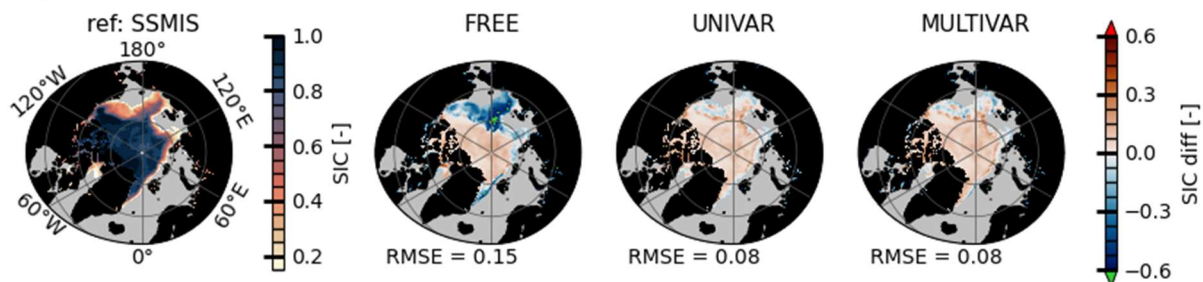 ref: SSMIS
180°
120°W
120°E
60°W
60°E
0°
1.0
0.8
0.6
0.4
0.2
SIC [-]
FREE
RMSE = 0.15
UNIVAR
RMSE = 0.08
MULTIVAR
RMSE = 0.08
0.6
0.3
0.0
−0.3
−0.6
SIC diff [-]